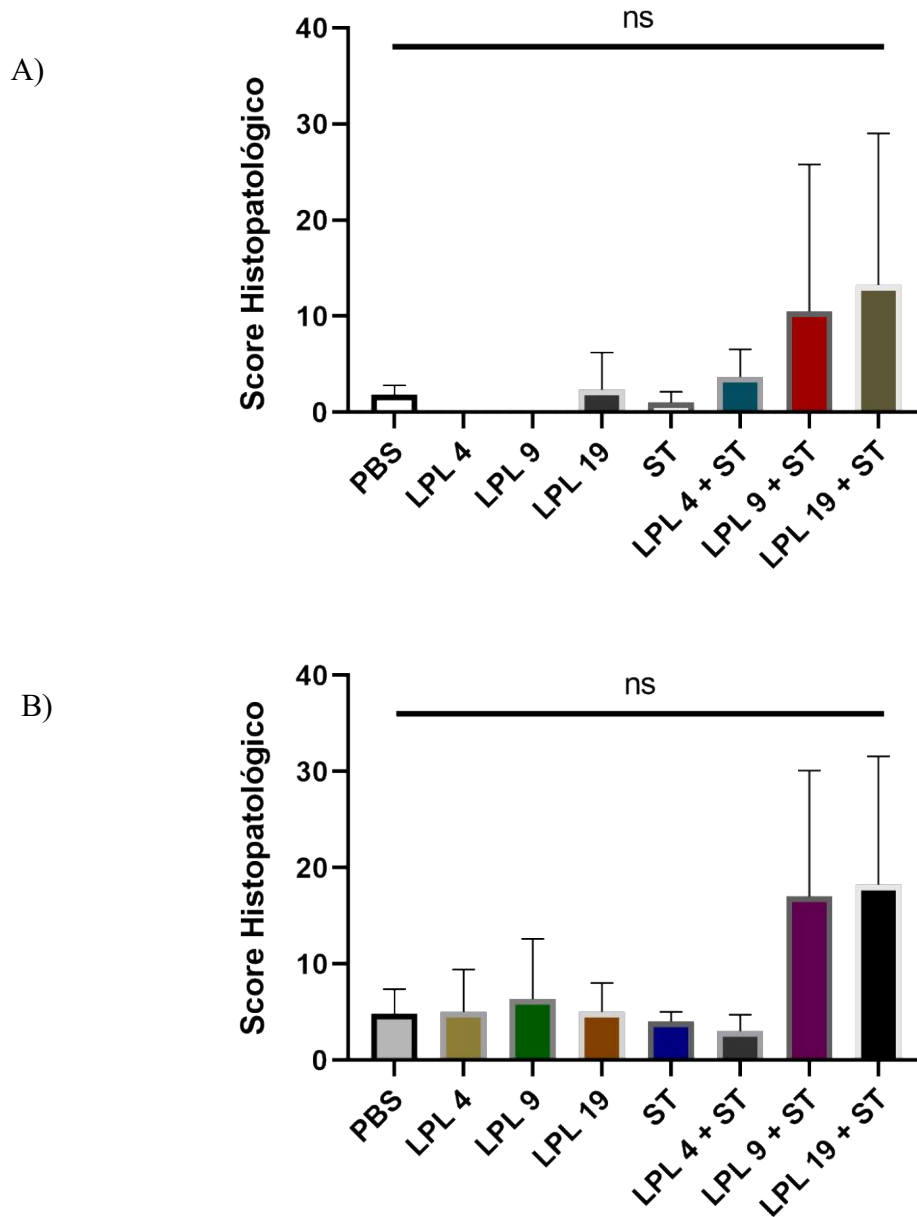 A)
ns
Score Histopatológico
40
30
20
10
0
PBS
LPL 4
LPL 9
LPL 19
ST
LPL 4 + ST
LPL 9 + ST
LPL 19 + ST
B)
ns
Score Histopatológico
40
30
20
10
0
PBS
LPL 4
LPL 9
LPL 19
ST
LPL 4 + ST
LPL 9 + ST
LPL 19 + ST